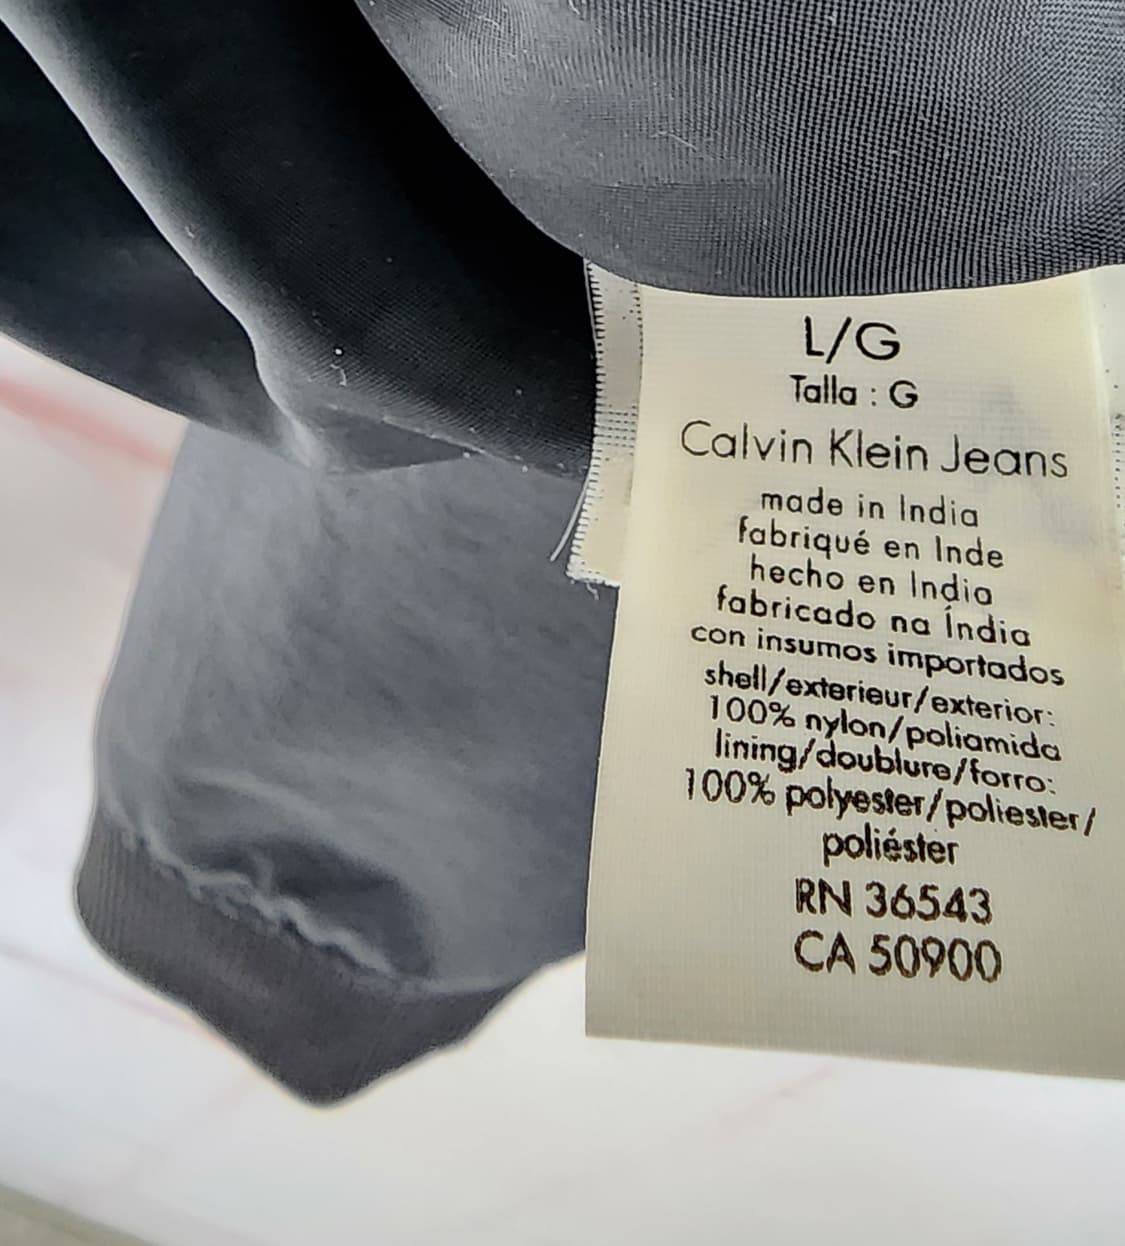 L/G
Talla : G
Calvin Klein Jeans
made in India
fabriqué en Inde
hecho en India
fabricado na Índia
con insumos importados
shell/exterieur/exterior:
100% nylon/poliamida
lining/doublure/forro:
100% polyester/poliester/
poliéster
RN 36543
CA 50900